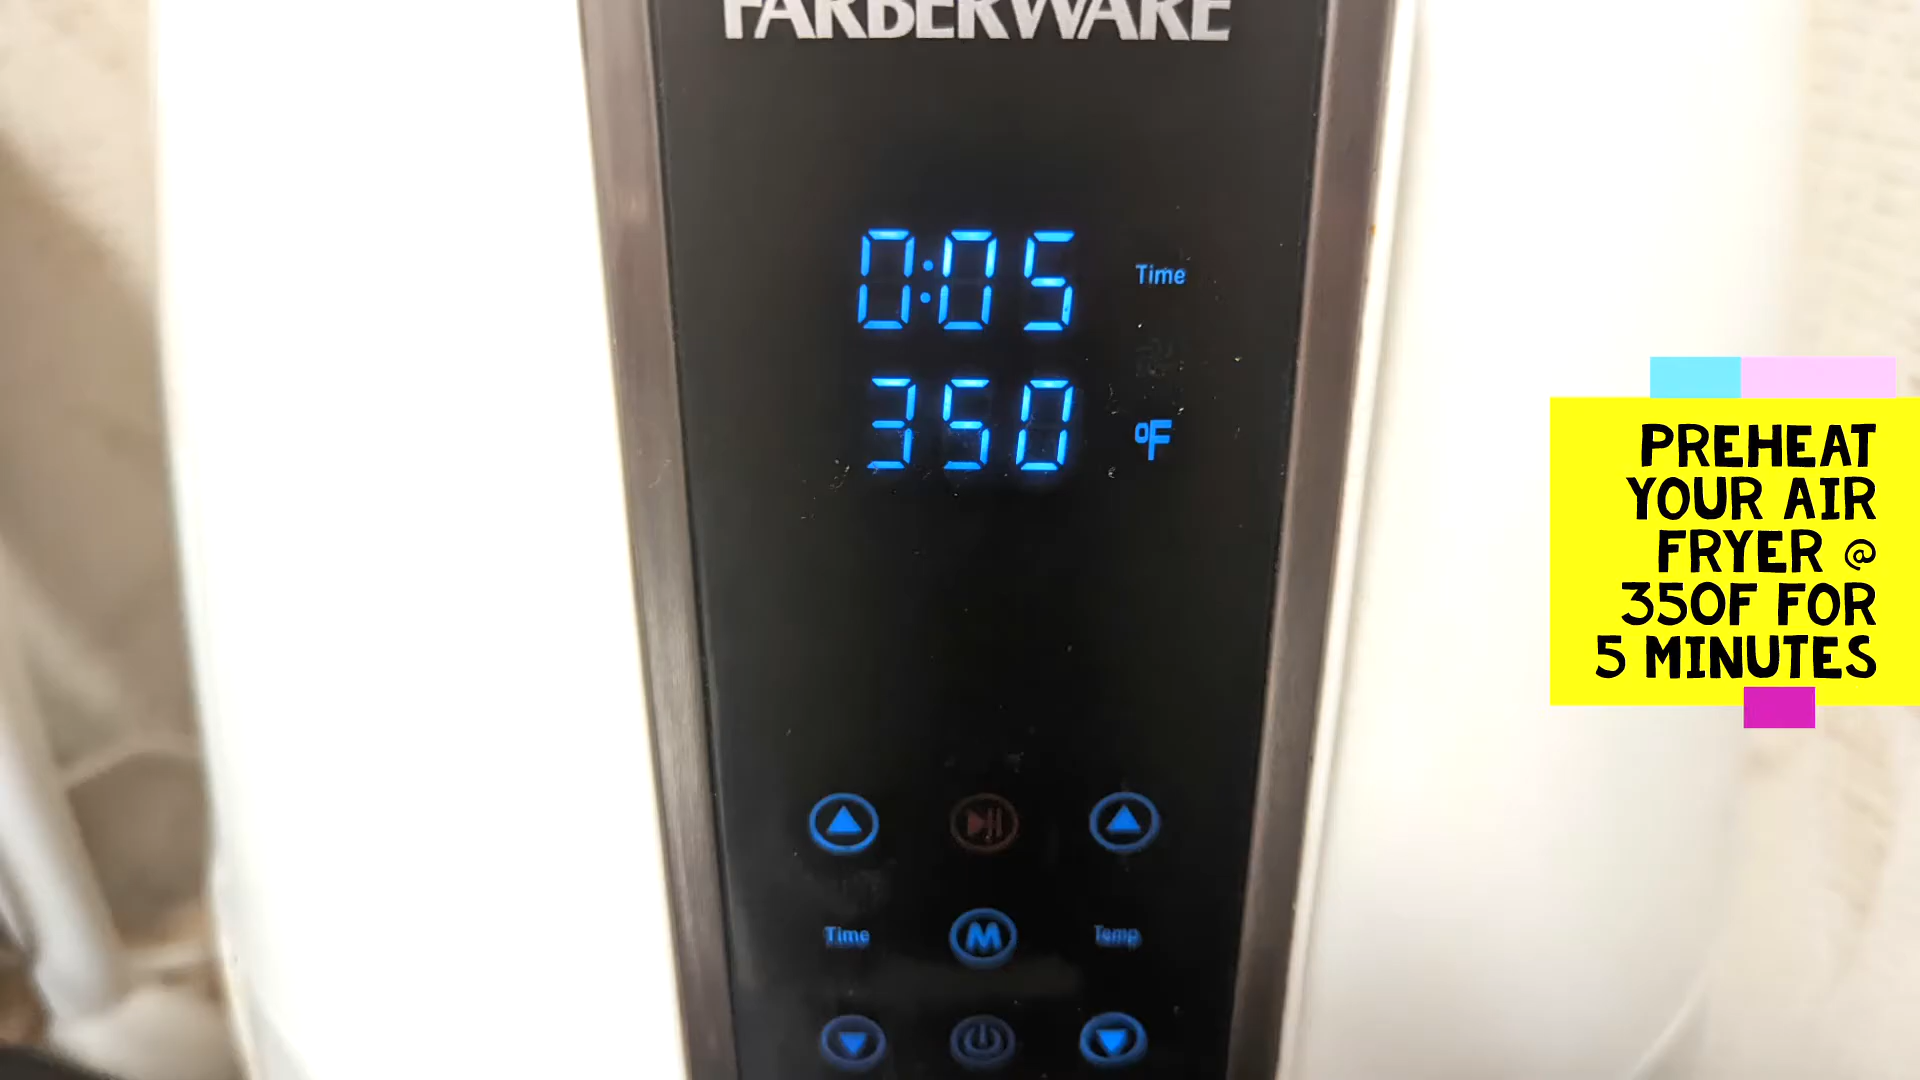 FARBERWARE
0:05 Time
350 °F
Time M Temp
PREHEAT
YOUR AIR
FRYER @
350F FOR
5 MINUTES